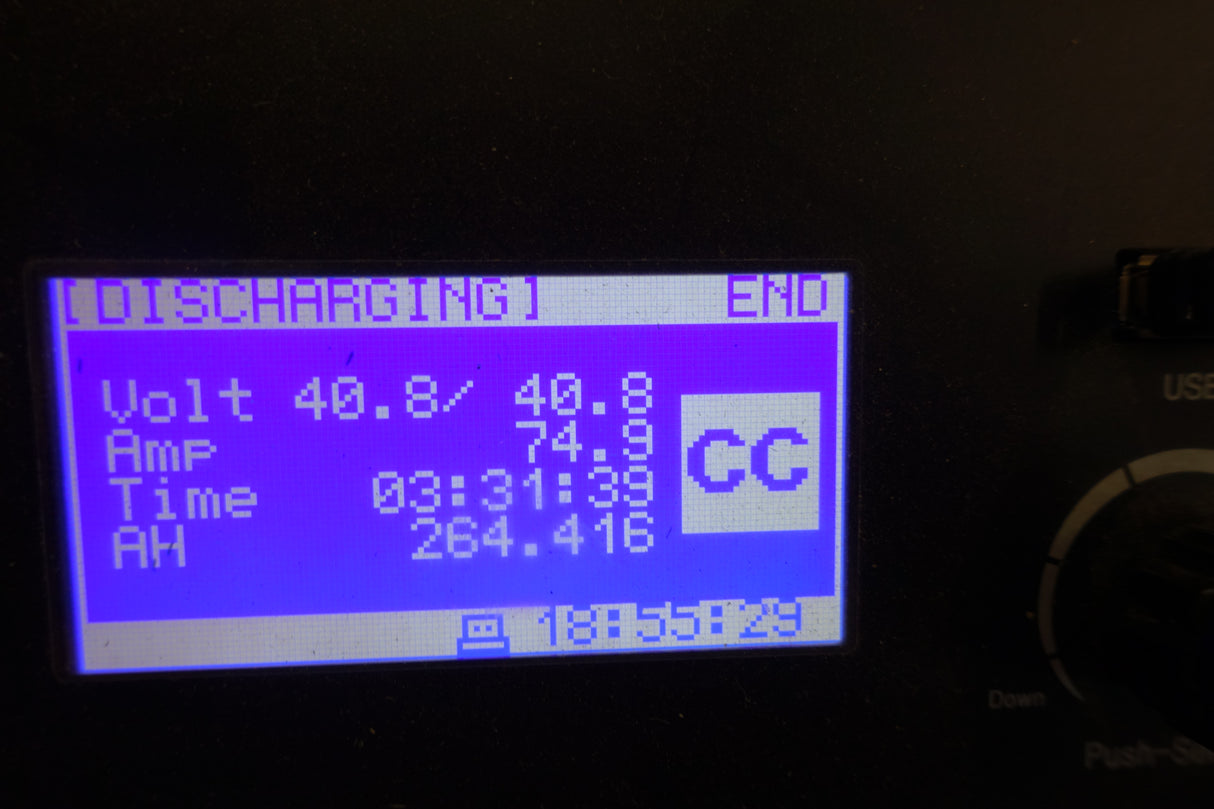 [DISCHARGING] END
Volt 40.8/ 40.8
Amp 74.9
CC
Time 03:31:39
AH 264.416
18:55:29
USB
Down